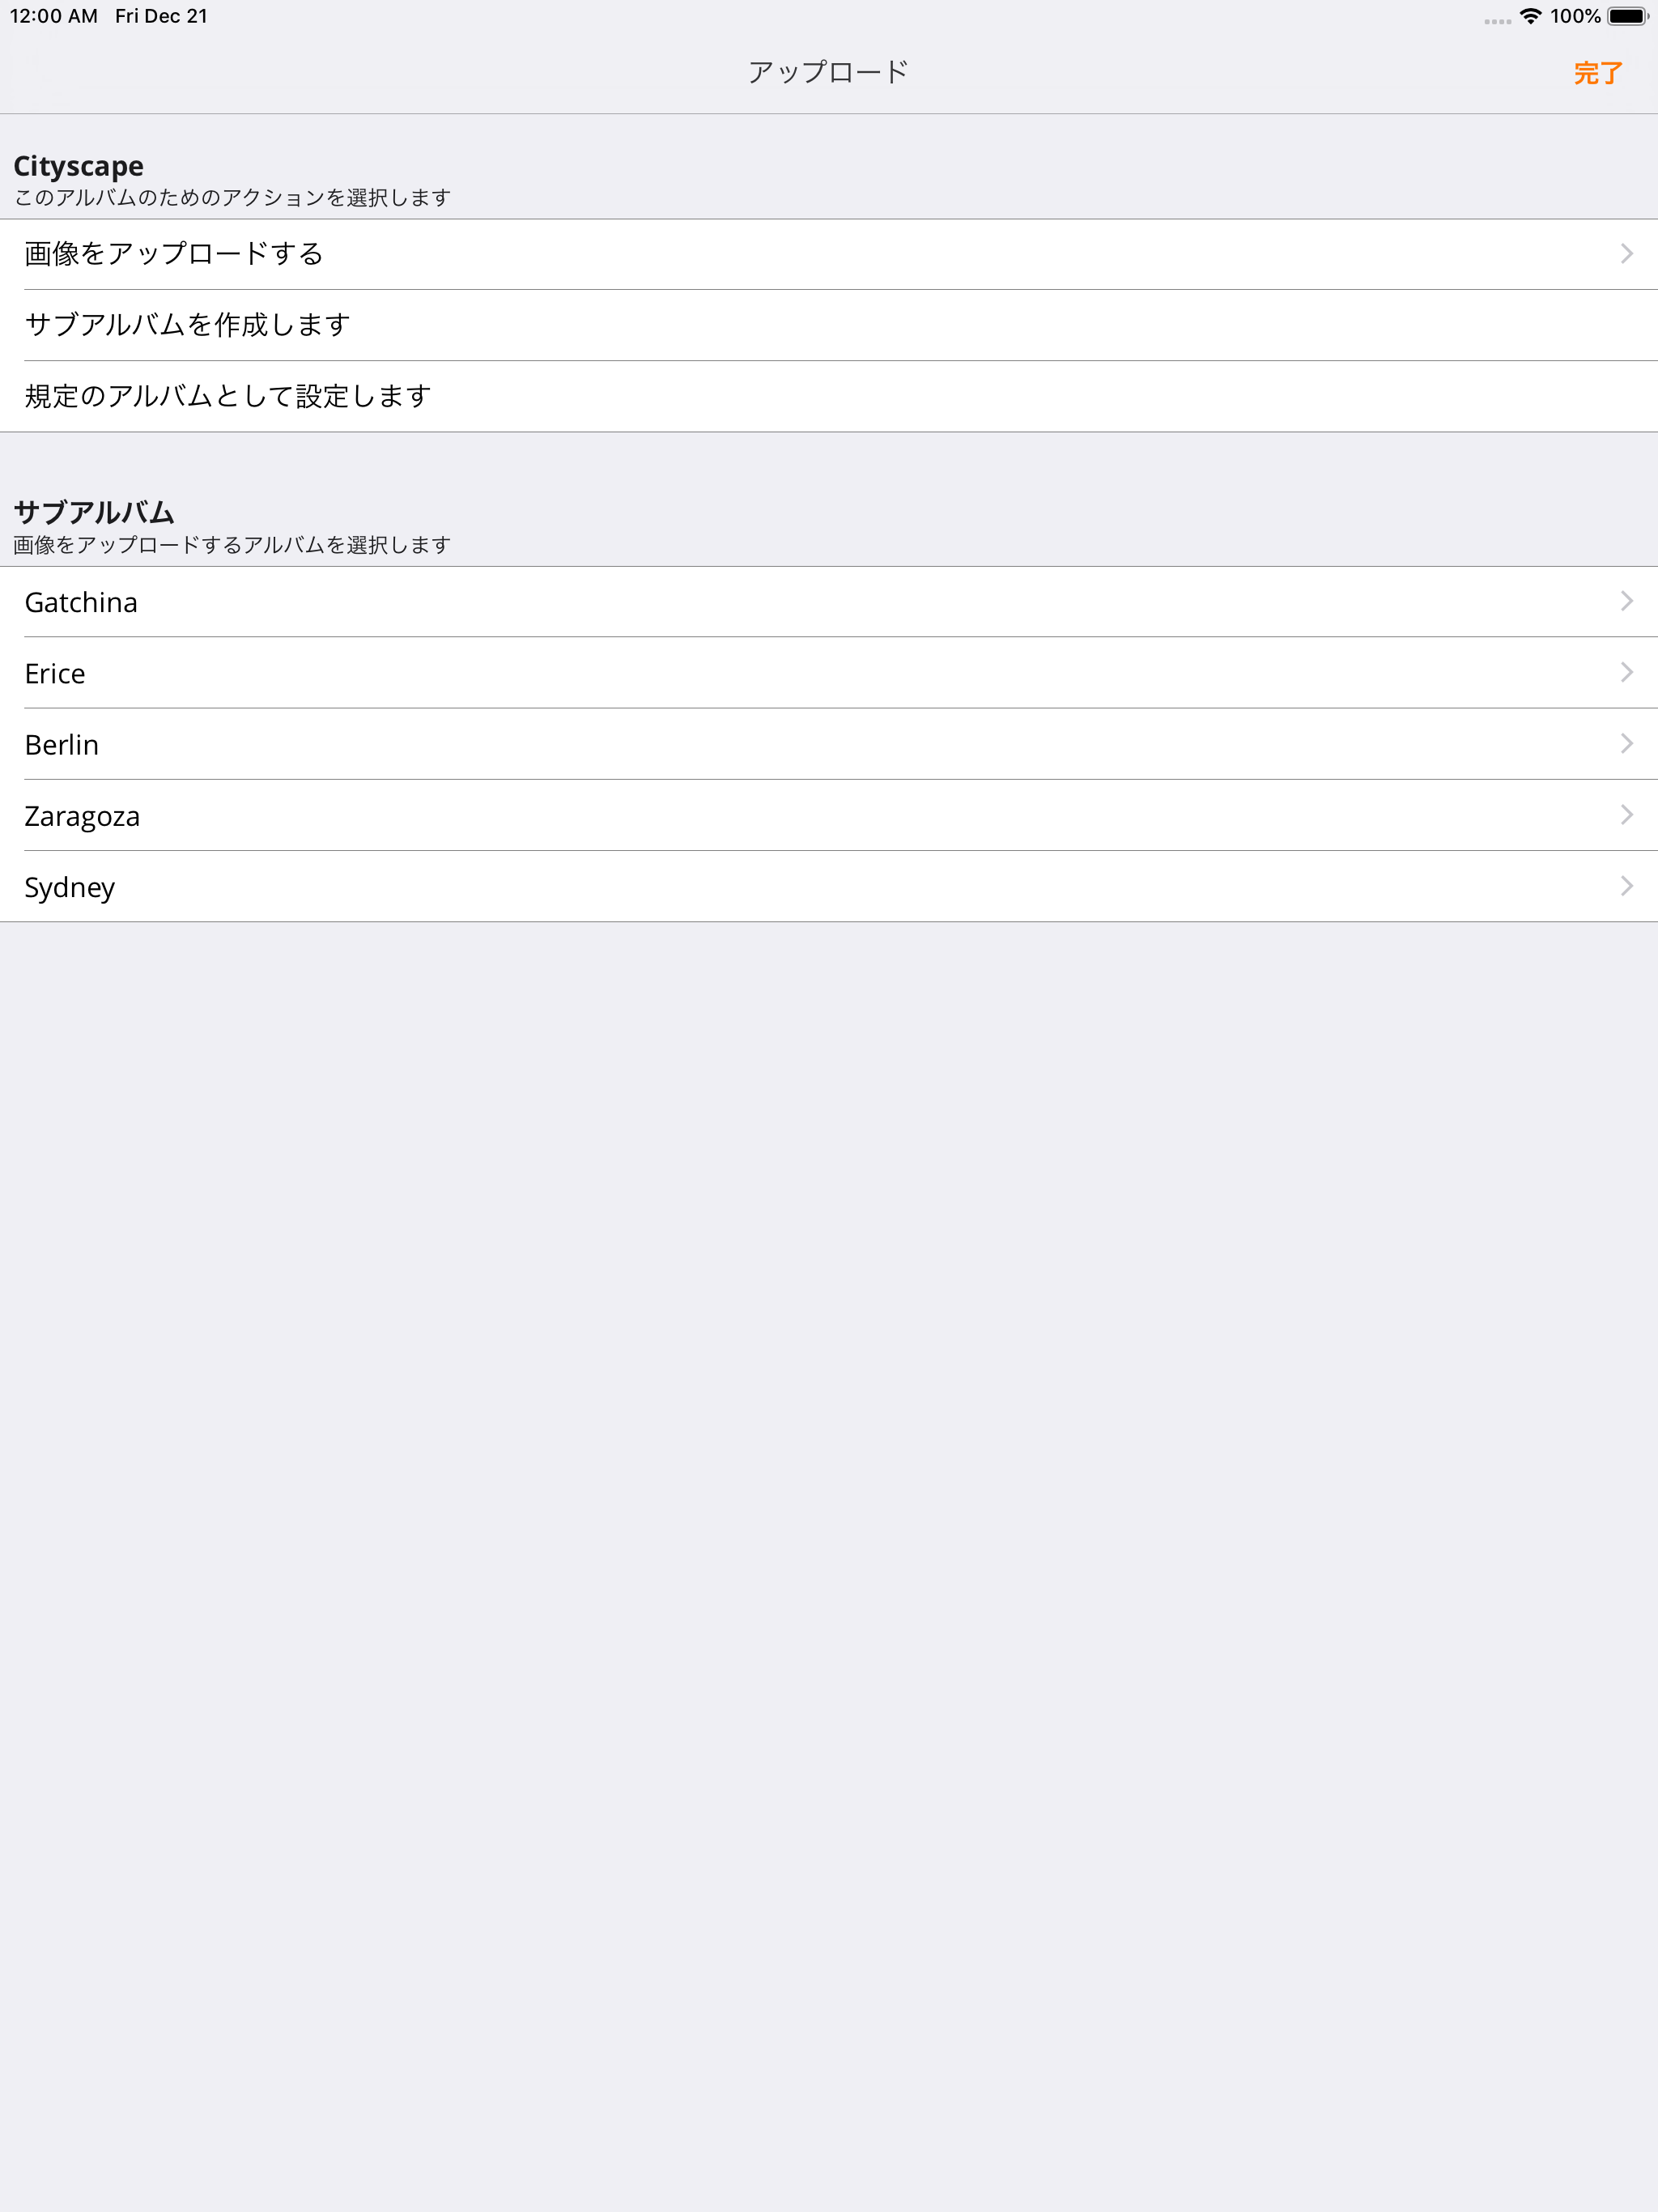 12:00 AM Fri Dec 21 100%
アップロード 完了
Cityscape
このアルバムのためのアクションを選択します
画像をアップロードする
サブアルバムを作成します
規定のアルバムとして設定します
サブアルバム
画像をアップロードするアルバムを選択します
Gatchina
Erice
Berlin
Zaragoza
Sydney